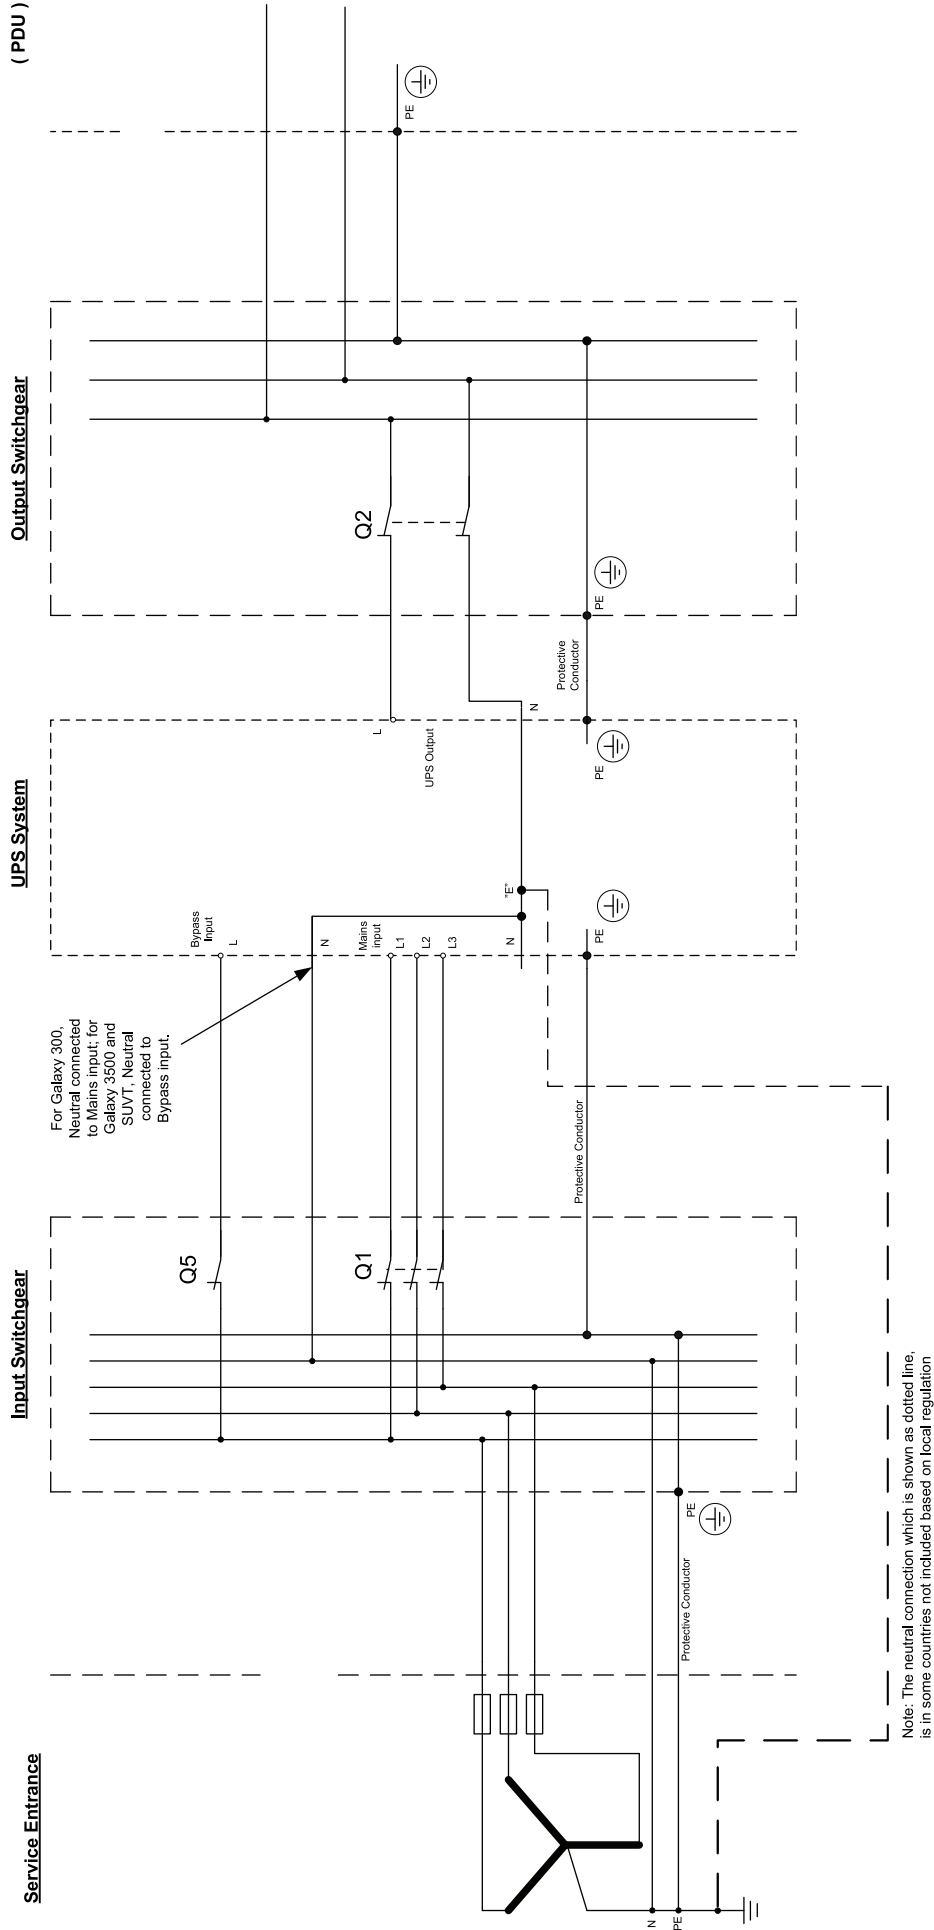 Service Entrance
Input Switchgear
UPS System
Output Switchgear
( PDU )
For Galaxy 300,
Neutral connected
to Mains input; for
Galaxy 3500 and
SUVT, Neutral
connected to
Bypass input.
Q5
Q1
Bypass
Input
L
N
Mains
input
L1
L2
L3
N
"E"
L
UPS Output
N
Q2
PE
PE
PE
PE
Protective
Conductor
Protective Conductor
PE
Protective Conductor
N
PE
Note: The neutral connection which is shown as dotted line,
is in some countries not included based on local regulation